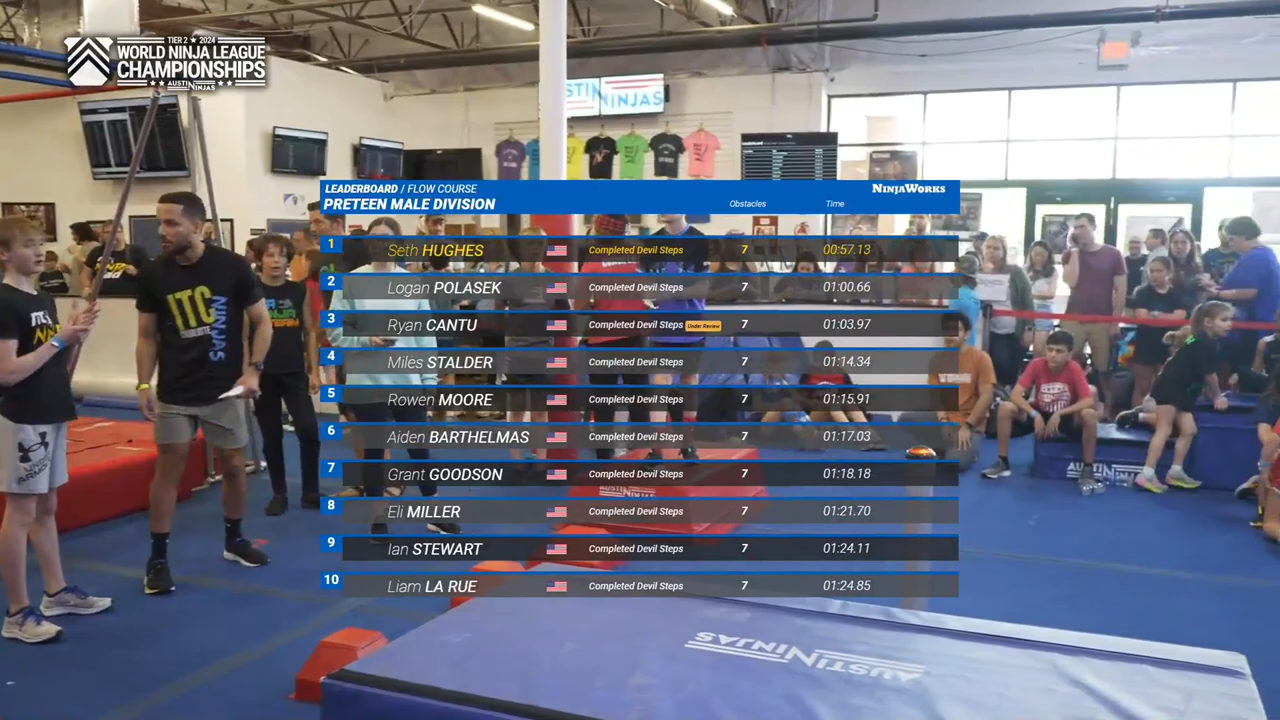 TIER 2 ★ 2024
WORLD NINJA LEAGUE
CHAMPIONSHIPS
AUSTIN NINJAS
AUSTIN NINJAS
LEADERBOARD / FLOW COURSE
NINJAWORKS
PRETEEN MALE DIVISION
Obstacles Time
1 Seth HUGHES Completed Devil Steps 7 00:57.13
2 Logan POLASEK Completed Devil Steps 7 01:00.66
3 Ryan CANTU Completed Devil Steps Under Review 7 01:03.97
4 Miles STALDER Completed Devil Steps 7 01:14.34
5 Rowen MOORE Completed Devil Steps 7 01:15.91
6 Aiden BARTHELMAS Completed Devil Steps 7 01:17.03
7 Grant GOODSON Completed Devil Steps 7 01:18.18
8 Eli MILLER Completed Devil Steps 7 01:21.70
9 Ian STEWART Completed Devil Steps 7 01:24.11
10 Liam LA RUE Completed Devil Steps 7 01:24.85
ITC
NINJAS
UNDER ARMOUR
AUSTIN NINJAS
AUSTIN NINJAS
AUSTIN NINJAS